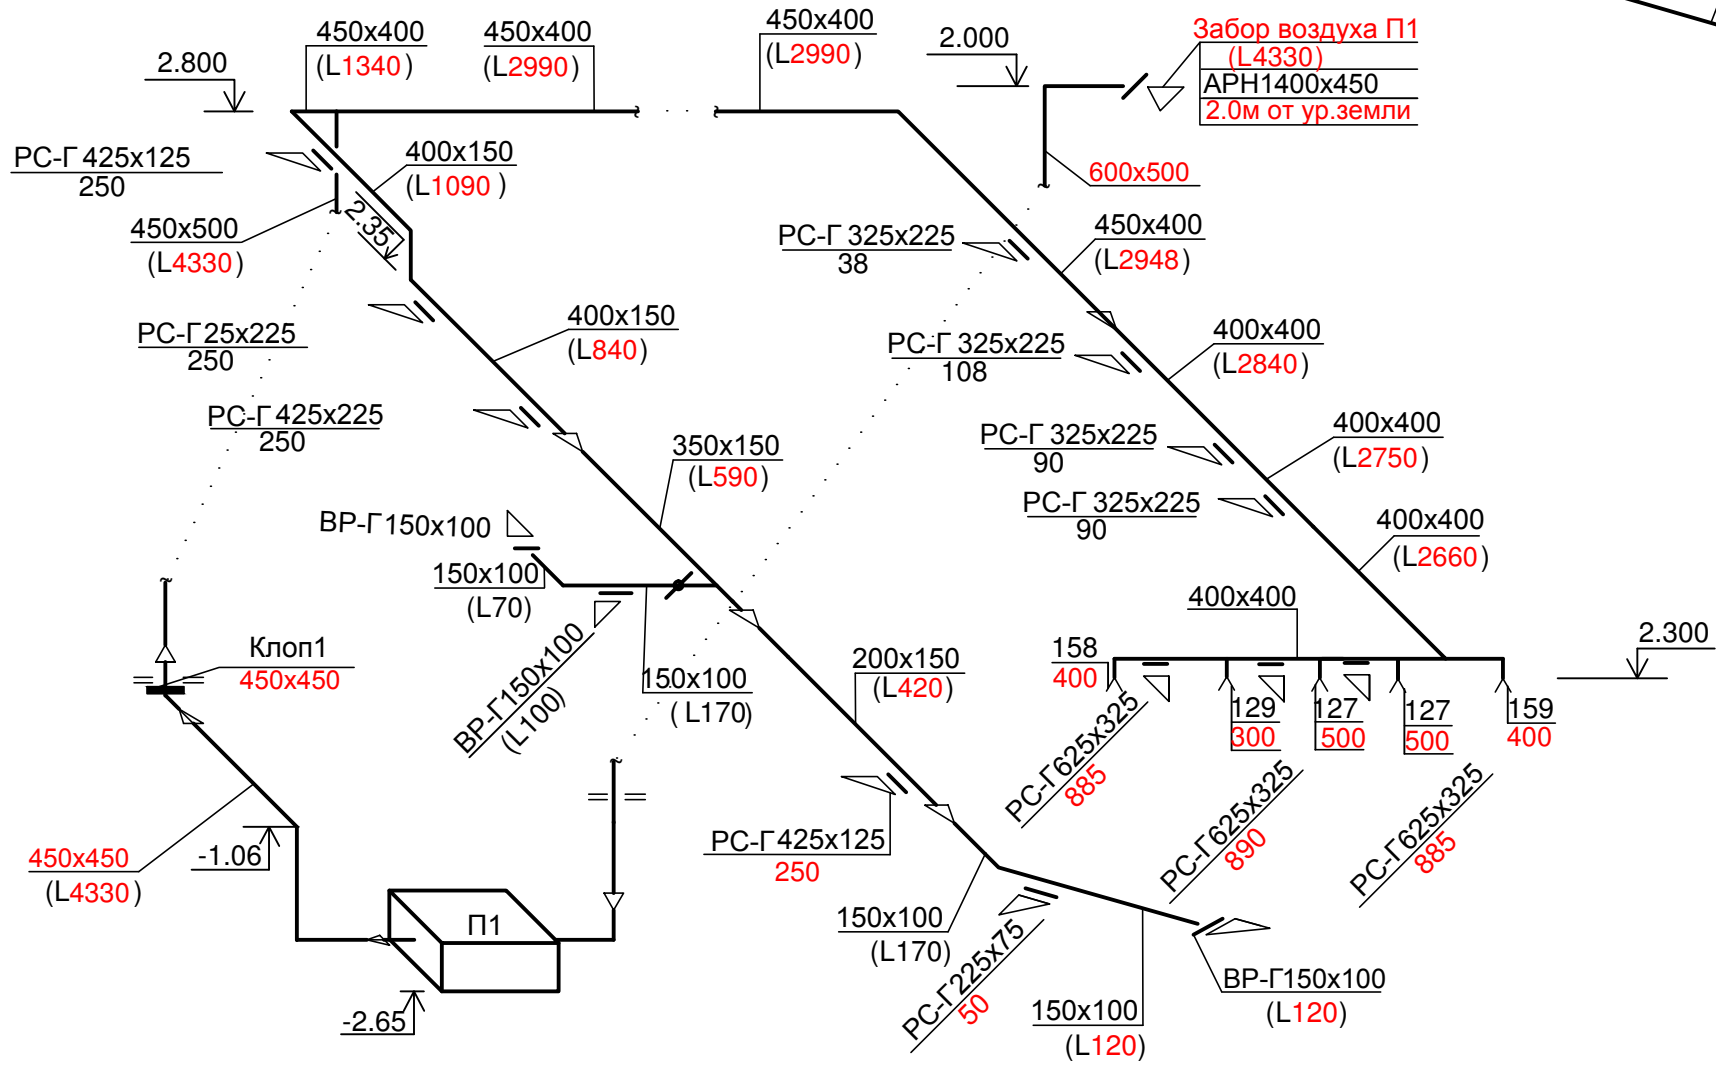 450x400
(L1340)
450x400
(L2990)
450x400
(L2990)
2.800
2.000
Забор воздуха П1
(L4330)
АРН1400х450
2.0м от ур.земли
600x500
РС-Г 425x125
250
400x150
(L1090)
2.35
450x500
(L4330)
РС-Г 325x225
38
450x400
(L2948)
РС-Г25x225
250
400x150
(L840)
РС-Г 325x225
108
400x400
(L2840)
РС-Г 425x225
250
350x150
(L590)
РС-Г 325x225
90
400x400
(L2750)
РС-Г 325x225
90
400x400
(L2660)
ВР-Г150x100
150x100
(L70)
ВР-Г150x100
(L100)
150x100
(L170)
400x400
2.300
158
400
129
300
127
500
127
500
159
400
РС-Г625x325
885
РС-Г625x325
890
РС-Г625x325
885
Клоп1
450x450
200x150
(L420)
РС-Г 425x125
250
450x450
(L4330)
-1.06
П1
-2.65
150x100
(L170)
РС-Г225x75
50
150x100
(L120)
ВР-Г150x100
(L120)